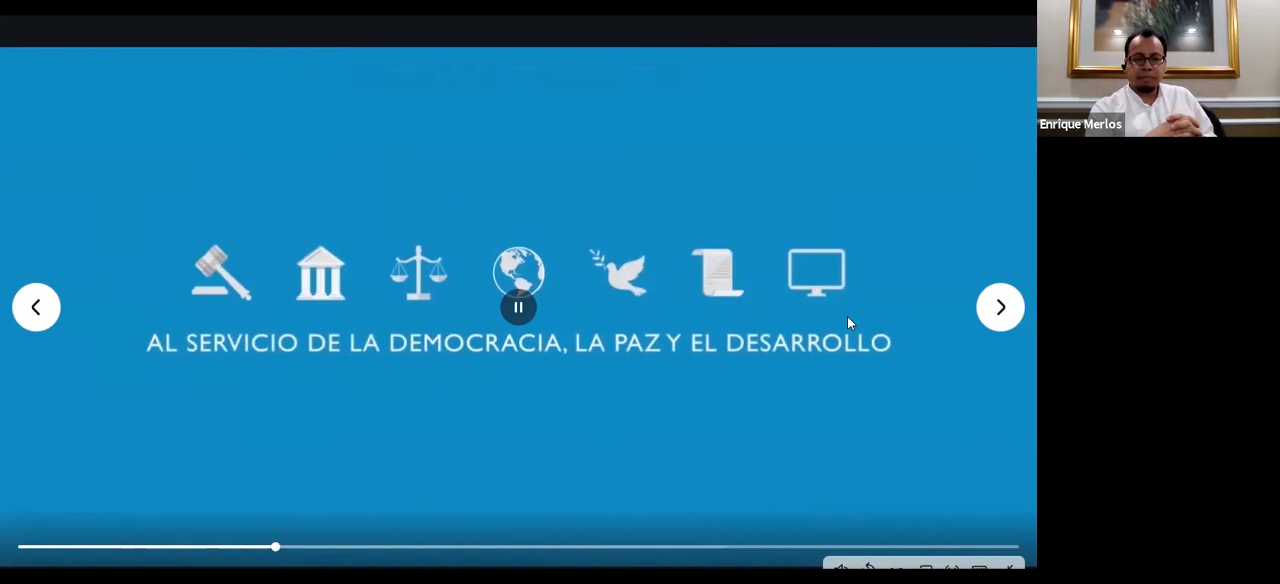 Enrique Merlos
AL SERVICIO DE LA DEMOCRACIA, LA PAZ Y EL DESARROLLO